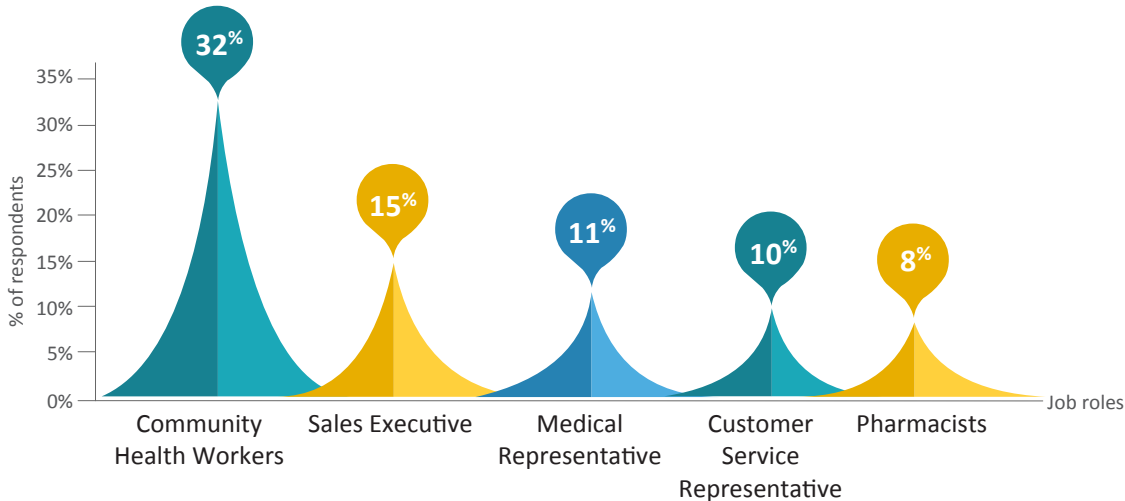 32%
15%
11%
10%
8%
35%
30%
25%
20%
15%
10%
5%
0%
% of respondents
Job roles
Community
Health Workers
Sales Executive
Medical
Representative
Customer
Service
Representative
Pharmacists